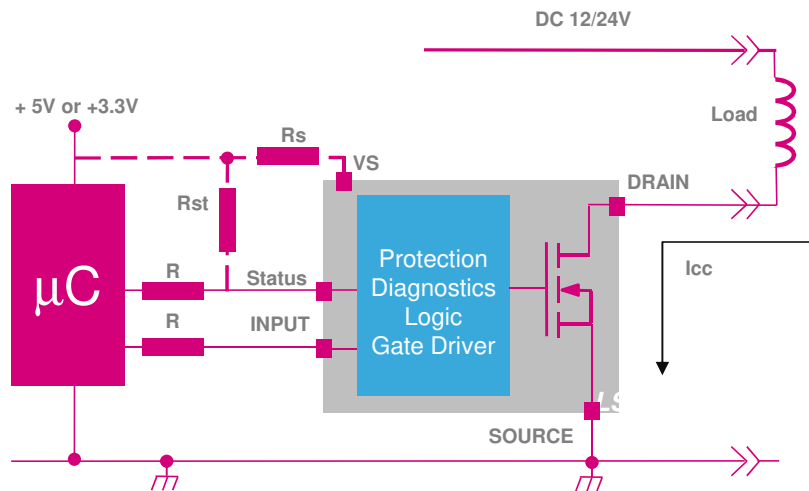 DC 12/24V
+ 5V or +3.3V
Rs
VS
Load
Rst
DRAIN
μC
R
Status
Protection
Diagnostics
Logic
Gate Driver
Icc
R
INPUT
LS
SOURCE